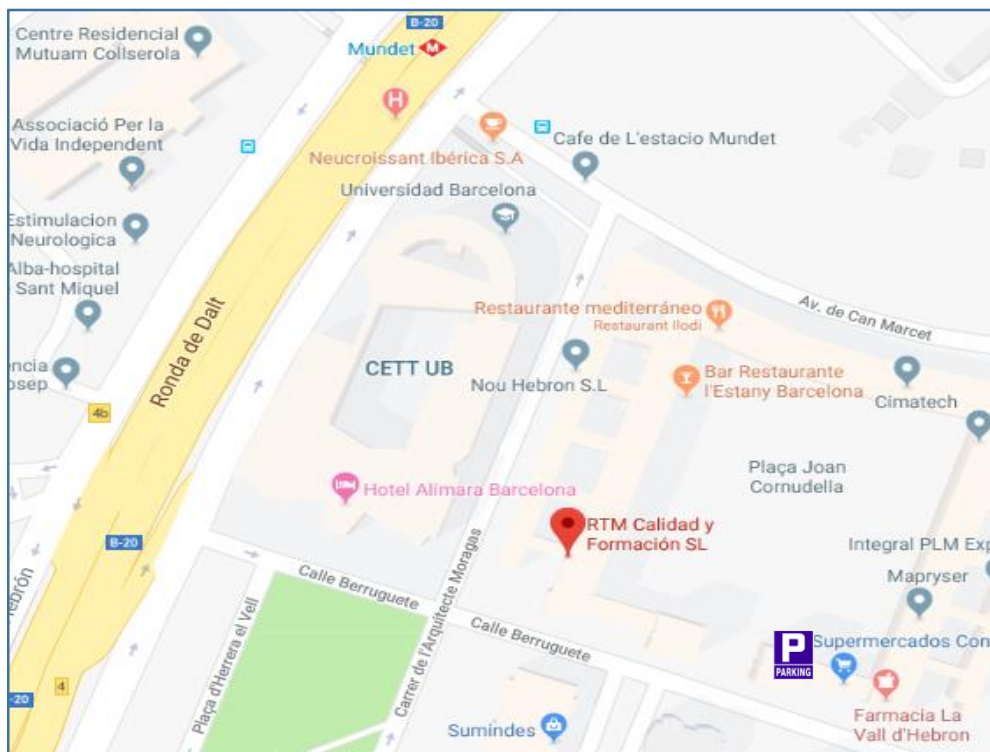 B-20
Centre Residencial
Mutuam Collserola
Mundet M
H
Associació Per la
Vida Independent
Neucroissant Ibérica S.A
Cafe de L'estacio Mundet
Universidad Barcelona
Estimulacion
Neurologica
Alba-hospital
Sant Miquel
Ronda de Dalt
Restaurante mediterráneo
Restaurant Ilodi
Av. de Can Marcet
CETT UB
Nou Hebron S.L
Bar Restaurante
l'Estany Barcelona
Cimatech
encia
osep
4b
Plaça Joan
Cornudella
Hotel Alimara Barcelona
RTM Calidad y
Formación SL
B-20
Integral PLM Exp
Mapryser
Hebrón
Calle Berruguete
Plaça d'Herrera el Vell
Carrer de l'Arquitecte Moragas
Calle Berruguete
P
PARKING
Supermercados Con
-20
4
Sumindes
Farmacia La
Vall d'Hebron